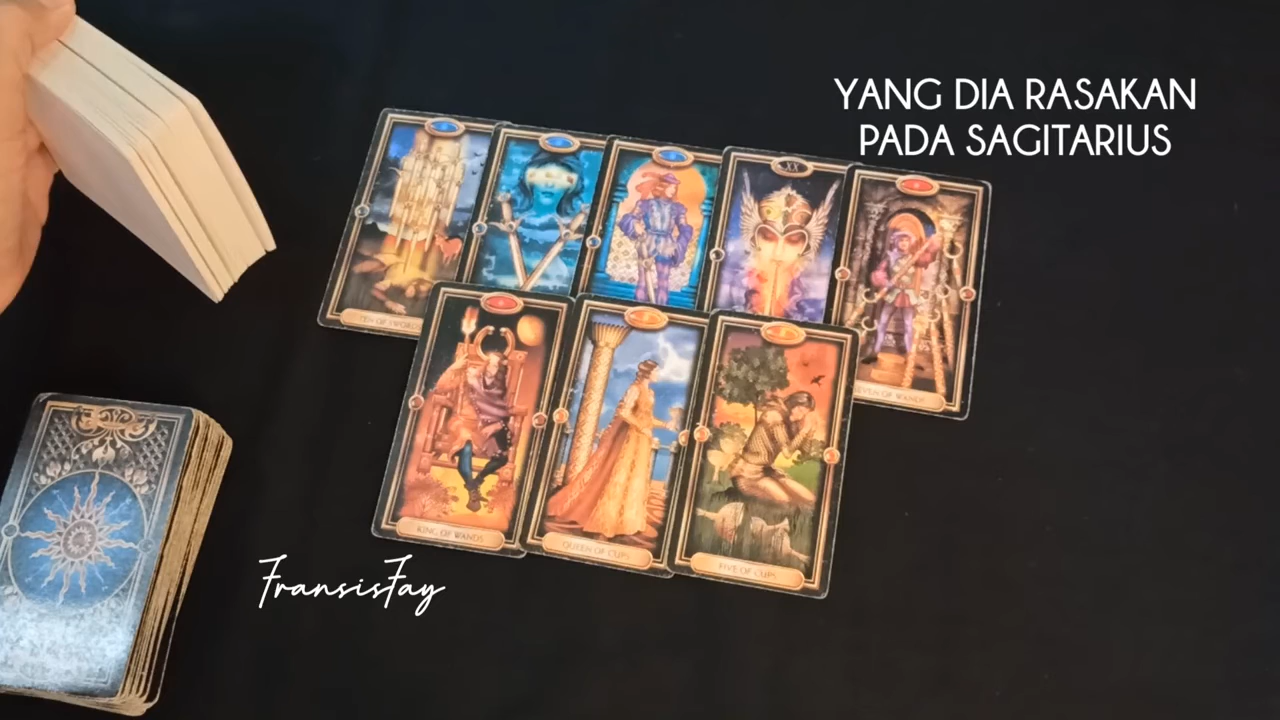 YANG DIA RASAKAN
PADA SAGITARIUS
XX
TEN OF SWORDS
SEVEN OF WANDS
KING OF WANDS
QUEEN OF CUPS
FIVE OF CUPS
FransisFay